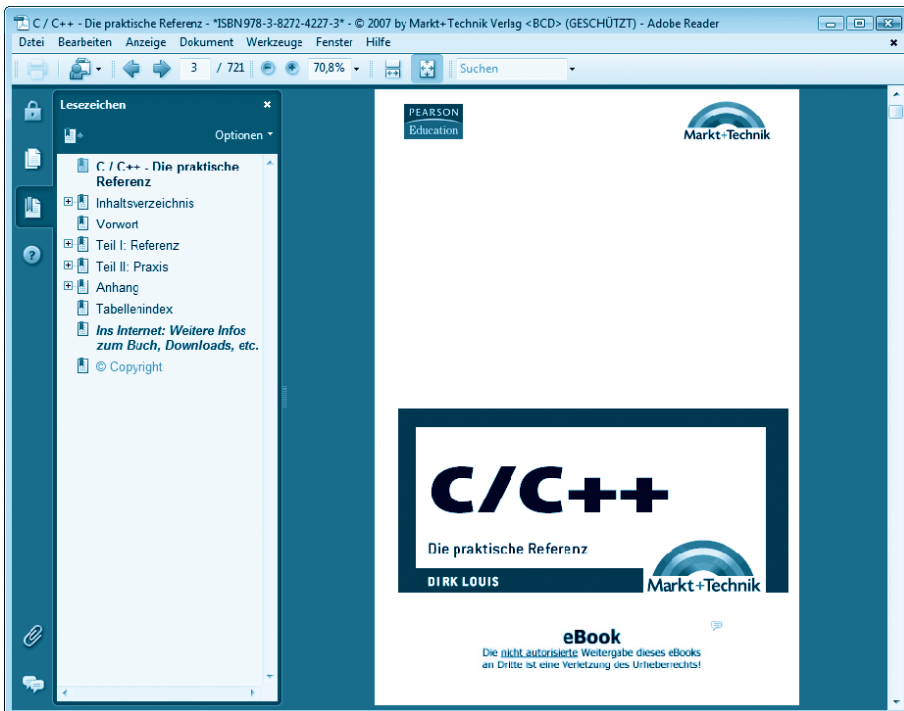 C / C++ - Die praktische Referenz - *ISBN 978-3-8272-4227-3* - © 2007 by Markt+Technik Verlag <BCD> (GESCHÜTZT) - Adobe Reader
Datei Bearbeiten Anzeige Dokument Werkzeuge Fenster Hilfe
3 / 721 70,8% Suchen
Lesezeichen
Optionen
C / C++ - Die praktische
Referenz
Inhaltsverzeichnis
Vorwort
Teil I: Referenz
Teil II: Praxis
Anhang
Tabellenindex
Ins Internet: Weitere Infos
zum Buch, Downloads, etc.
© Copyright
PEARSON
Education
Markt+Technik
C/C++
Die praktische Referenz
DIRK LOUIS
Markt+Technik
eBook
Die nicht autorisierte Weitergabe dieses eBooks
an Dritte ist eine Verletzung des Urheberrechts!